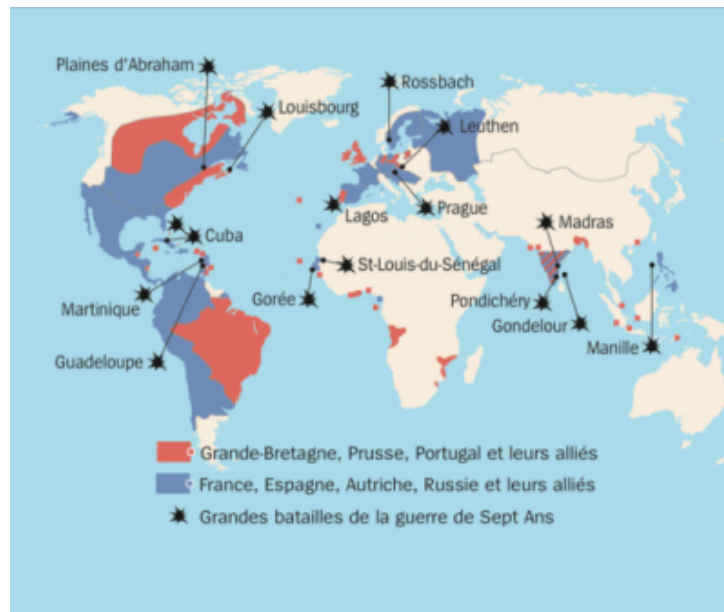 Plaines d'Abraham
Rossbach
Louisbourg
Leuthen
Lagos
Prague
Madras
Cuba
St-Louis-du-Sénégal
Martinique
Gorée
Pondichéry
Gondelour
Guadeloupe
Manille
Grande-Bretagne, Prusse, Portugal et leurs alliés
France, Espagne, Autriche, Russie et leurs alliés
Grandes batailles de la guerre de Sept Ans